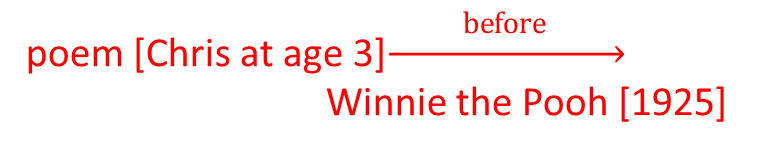 before
poem [Chris at age 3]
Winnie the Pooh [1925]